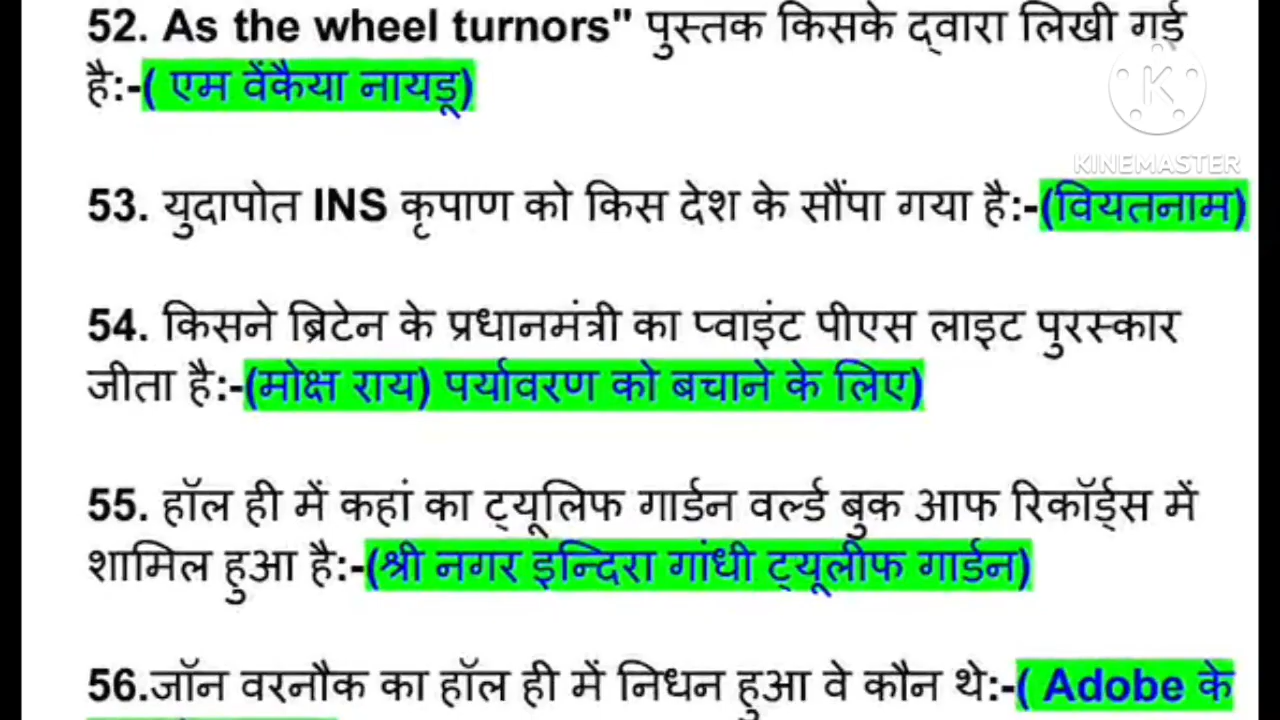 52. As the wheel turnors" पुस्तक किसके द्वारा लिखी गई
है:-( एम वेंकैया नायडू)
KINEMASTER
53. युदापोत INS कृपाण को किस देश के सौंपा गया है:-(वियतनाम)
54. किसने ब्रिटेन के प्रधानमंत्री का प्वाइंट पीएस लाइट पुरस्कार
जीता है:-(मोक्ष राय) पर्यावरण को बचाने के लिए)
55. हॉल ही में कहां का ट्यूलिफ गार्डन वर्ल्ड बुक आफ रिकॉर्ड्स में
शामिल हुआ है:-(श्री नगर इन्दिरा गांधी ट्यूलीफ गार्डन)
56.जॉन वरनौक का हॉल ही में निधन हुआ वे कौन थे:-( Adobe के